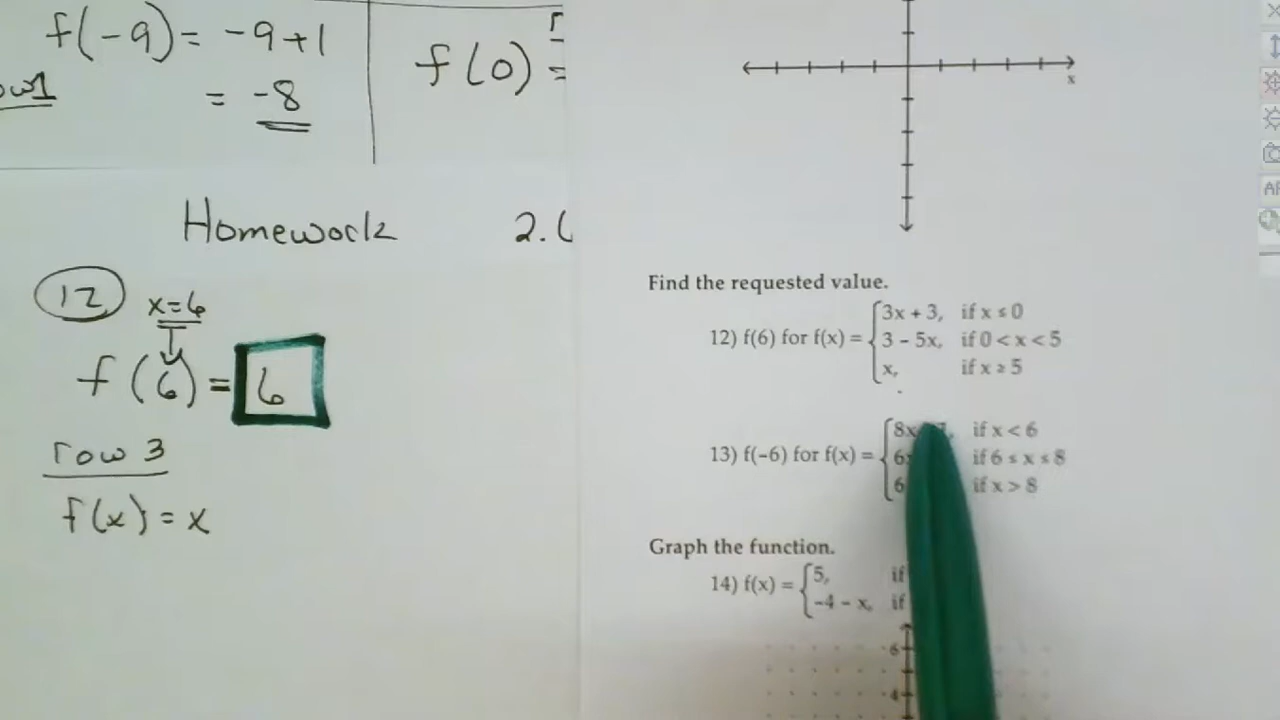 f(-9) = -9+1
= -8
f(0) =
Homework 2.
12
x=6
f(6) = 6
row 3
f(x) = x
x
Find the requested value.
12) f(6) for f(x) =
3x + 3, if x ≤ 0
3 - 5x, if 0 < x < 5
x, if x ≥ 5
13) f(-6) for f(x) =
8x if x < 6
if 6 ≤ x ≤ 8
6 if x > 8
Graph the function.
14) f(x) =
5, if
-4 - x, if
6
4